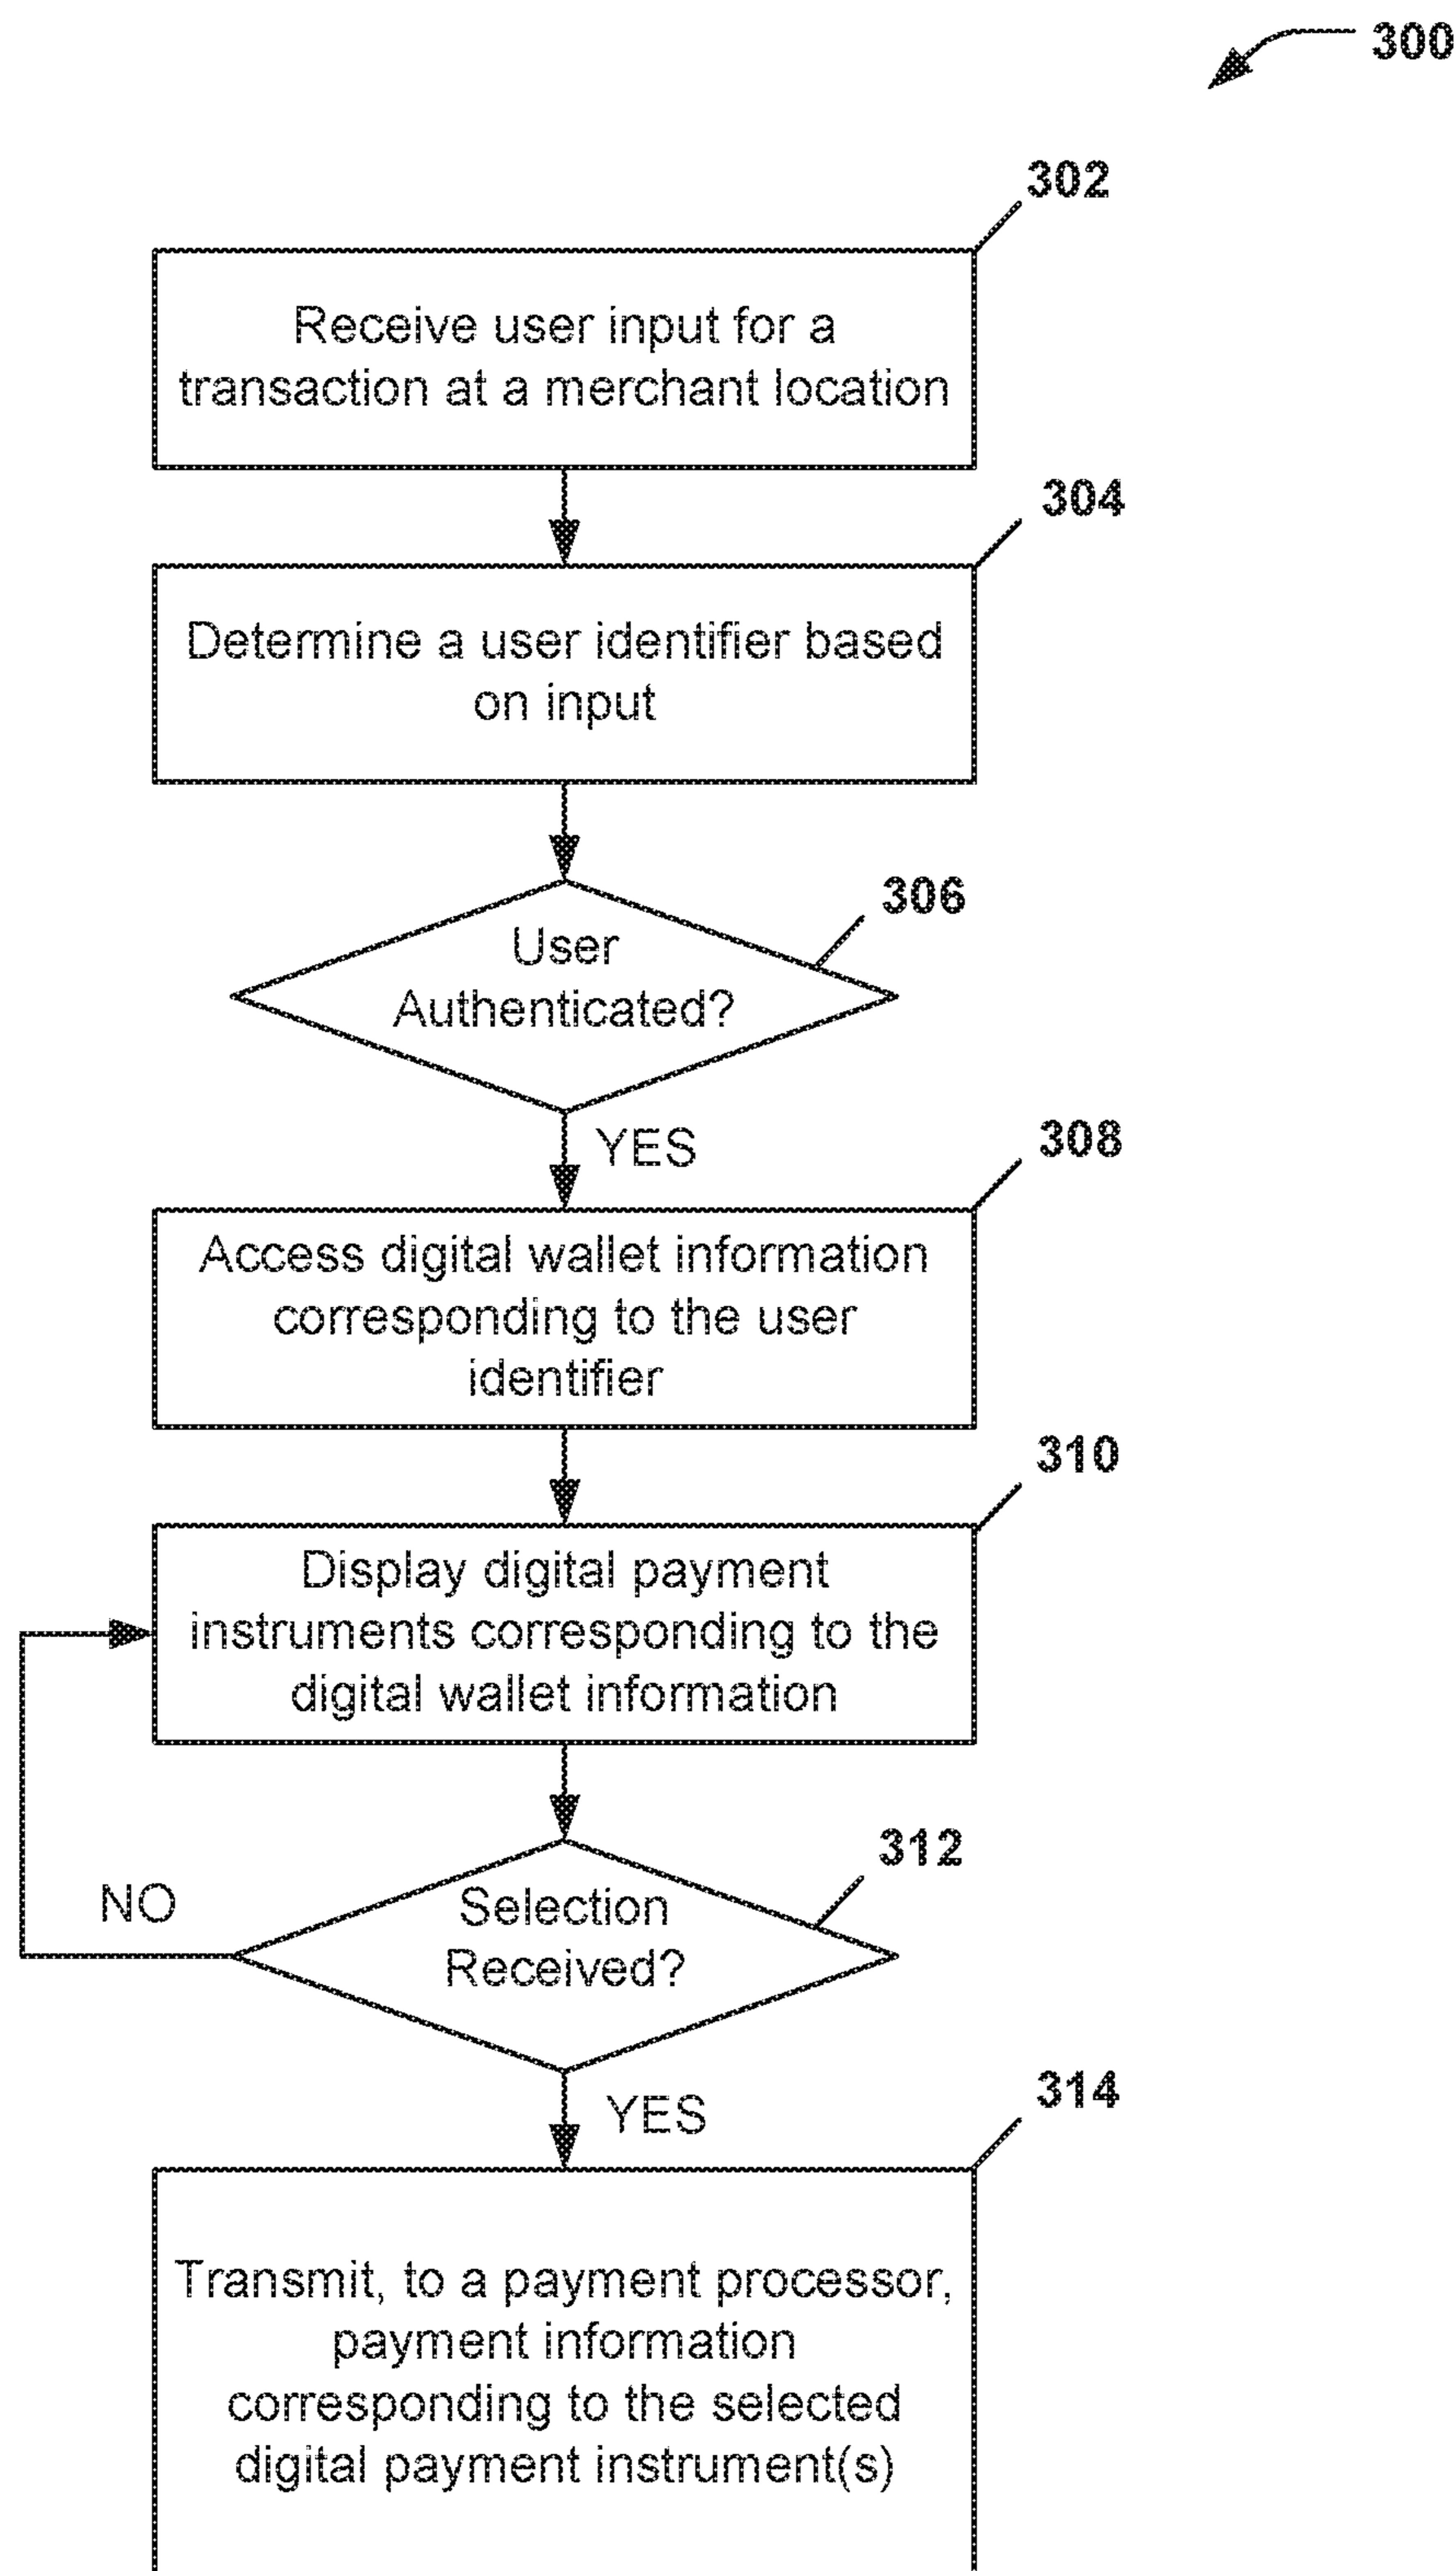 300
302
Receive user input for a
transaction at a merchant location
304
Determine a user identifier based
on input
306
User
Authenticated?
YES
308
Access digital wallet information
corresponding to the user
identifier
310
Display digital payment
instruments corresponding to the
digital wallet information
312
NO
Selection
Received?
YES
314
Transmit, to a payment processor,
payment information
corresponding to the selected
digital payment instrument(s)